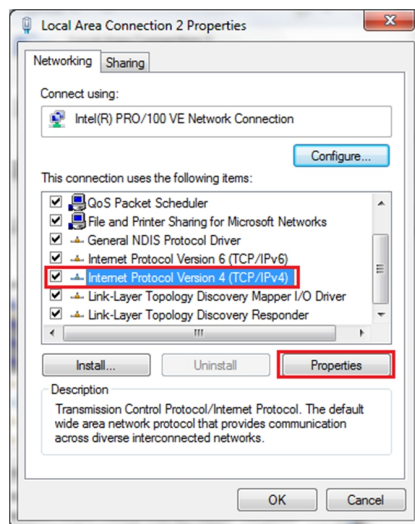 Local Area Connection 2 Properties
Networking
Sharing
Connect using:
Intel(R) PRO/100 VE Network Connection
Configure...
This connection uses the following items:
QoS Packet Scheduler
File and Printer Sharing for Microsoft Networks
General NDIS Protocol Driver
Internet Protocol Version 6 (TCP/IPv6)
Internet Protocol Version 4 (TCP/IPv4)
Link-Layer Topology Discovery Mapper I/O Driver
Link-Layer Topology Discovery Responder
Install...
Uninstall
Properties
Description
Transmission Control Protocol/Internet Protocol. The default
wide area network protocol that provides communication
across diverse interconnected networks.
OK
Cancel